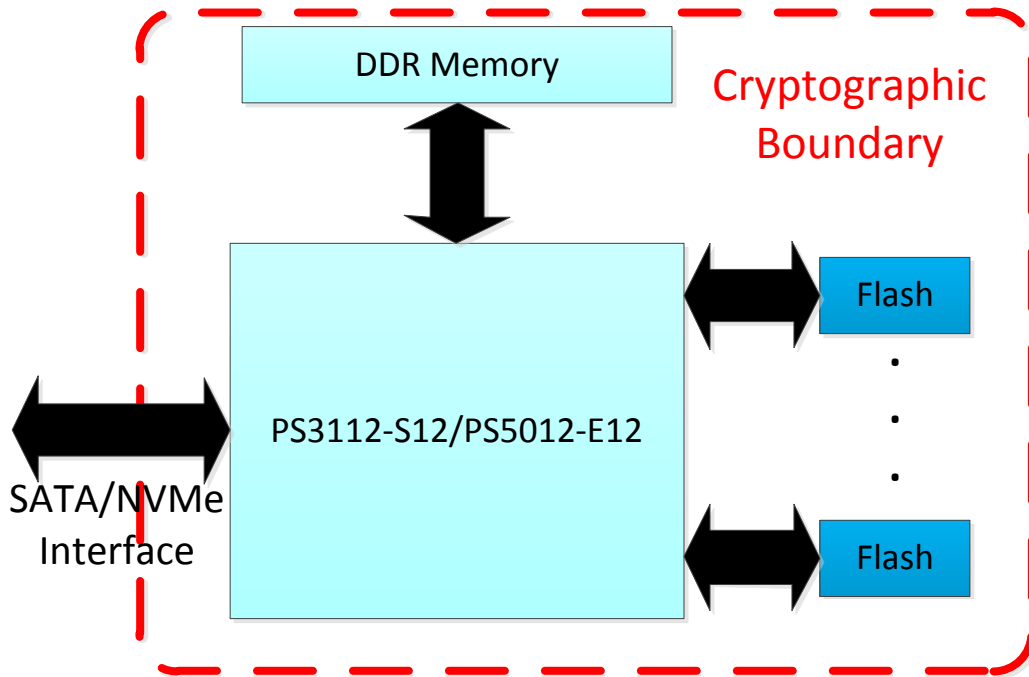 DDR Memory
Cryptographic
Boundary
Flash
PS3112-S12/PS5012-E12
SATA/NVMe
Interface
Flash